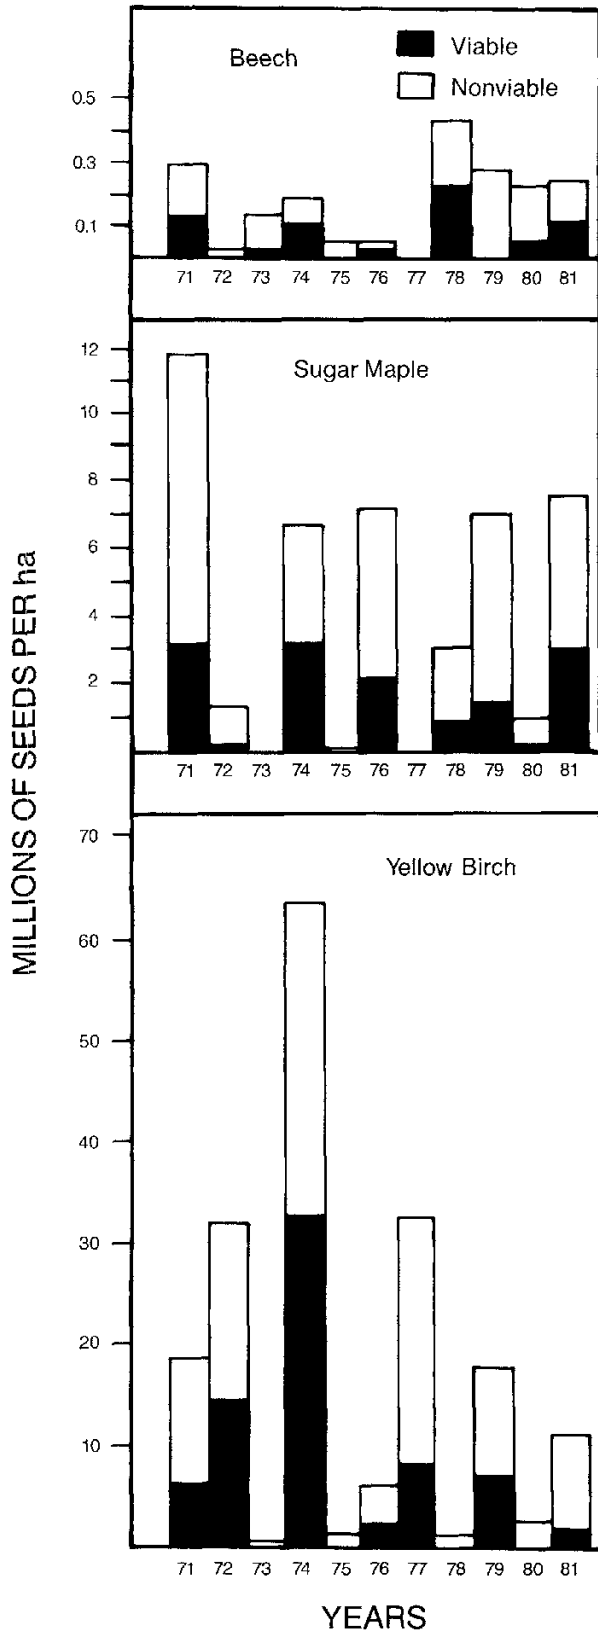 Beech
Viable
Nonviable
0.5
0.3
0.1
71 72 73 74 75 76 77 78 79 80 81
Sugar Maple
12
10
8
6
4
2
71 72 73 74 75 76 77 78 79 80 81
Yellow Birch
70
60
50
40
30
20
10
71 72 73 74 75 76 77 78 79 80 81
YEARS
MILLIONS OF SEEDS PER ha